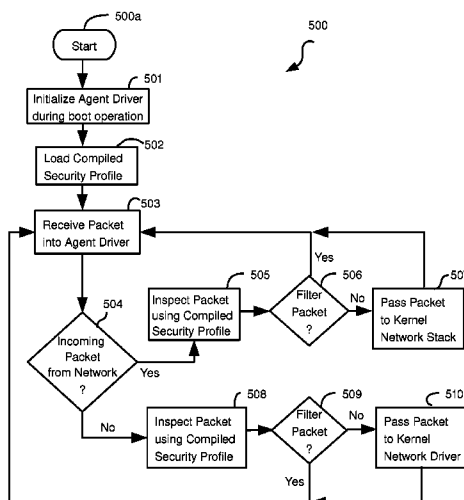 500a
Start
500
501
Initialize Agent Driver
during boot operation
502
Load Compiled
Security Profile
503
Receive Packet
into Agent Driver
504
Incoming
Packet
from Network
?
Yes
No
505
Inspect Packet
using Compiled
Security Profile
506
Filter
Packet
?
Yes
No
Pass Packet
to Kernel
Network Stack
508
Inspect Packet
using Compiled
Security Profile
509
Filter
Packet
?
No
Yes
510
Pass Packet
to Kernel
Network Driver